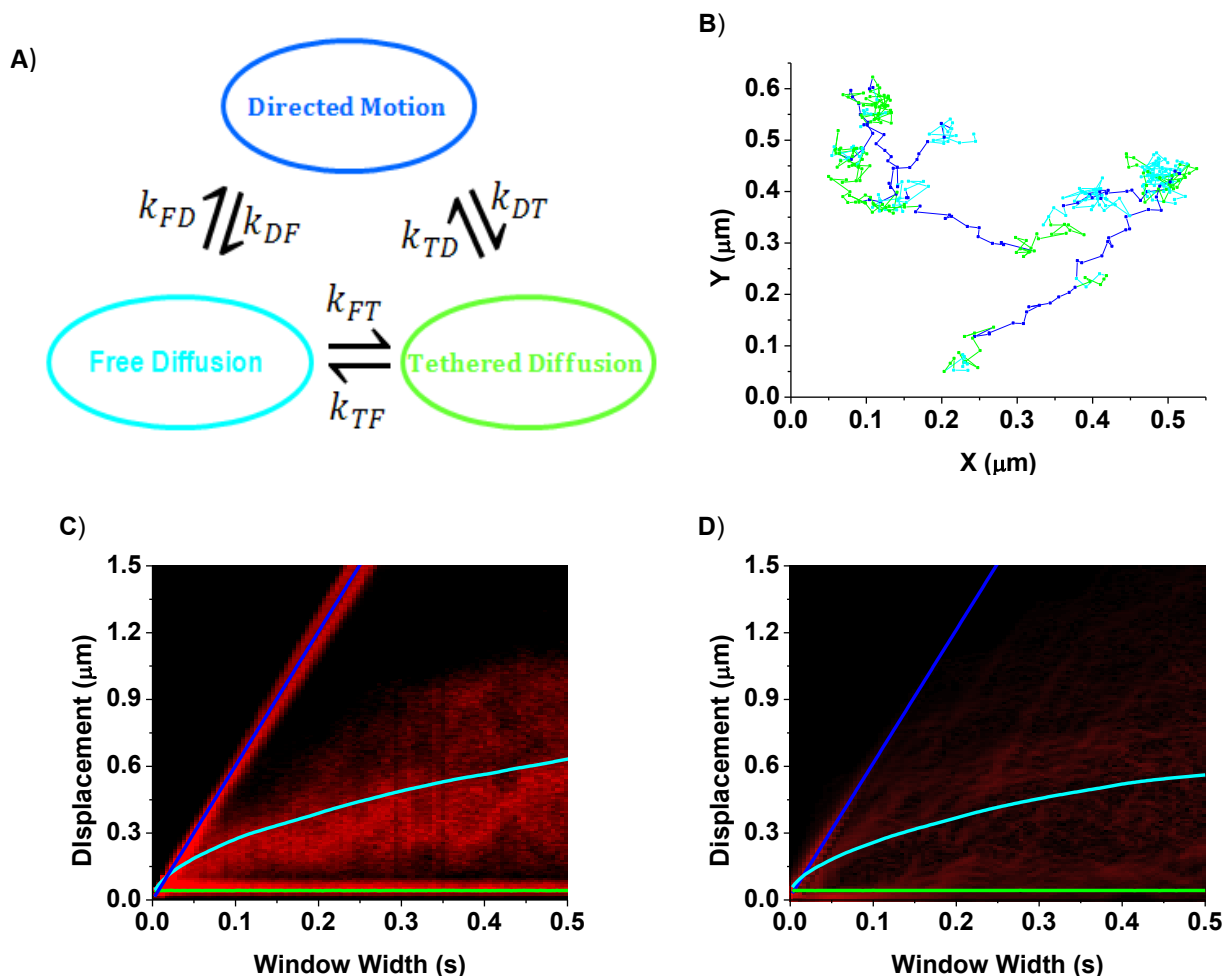 A)
Directed Motion
k_FD
k_DF
k_TD
k_DT
Free Diffusion
k_FT
k_TF
Tethered Diffusion
B)
Y (μm)
0.6
0.5
0.4
0.3
0.2
0.1
0.0
0.0 0.1 0.2 0.3 0.4 0.5
X (μm)
C)
Displacement (μm)
1.5
1.2
0.9
0.6
0.3
0.0
0.0 0.1 0.2 0.3 0.4 0.5
Window Width (s)
D)
Displacement (μm)
1.5
1.2
0.9
0.6
0.3
0.0
0.0 0.1 0.2 0.3 0.4 0.5
Window Width (s)